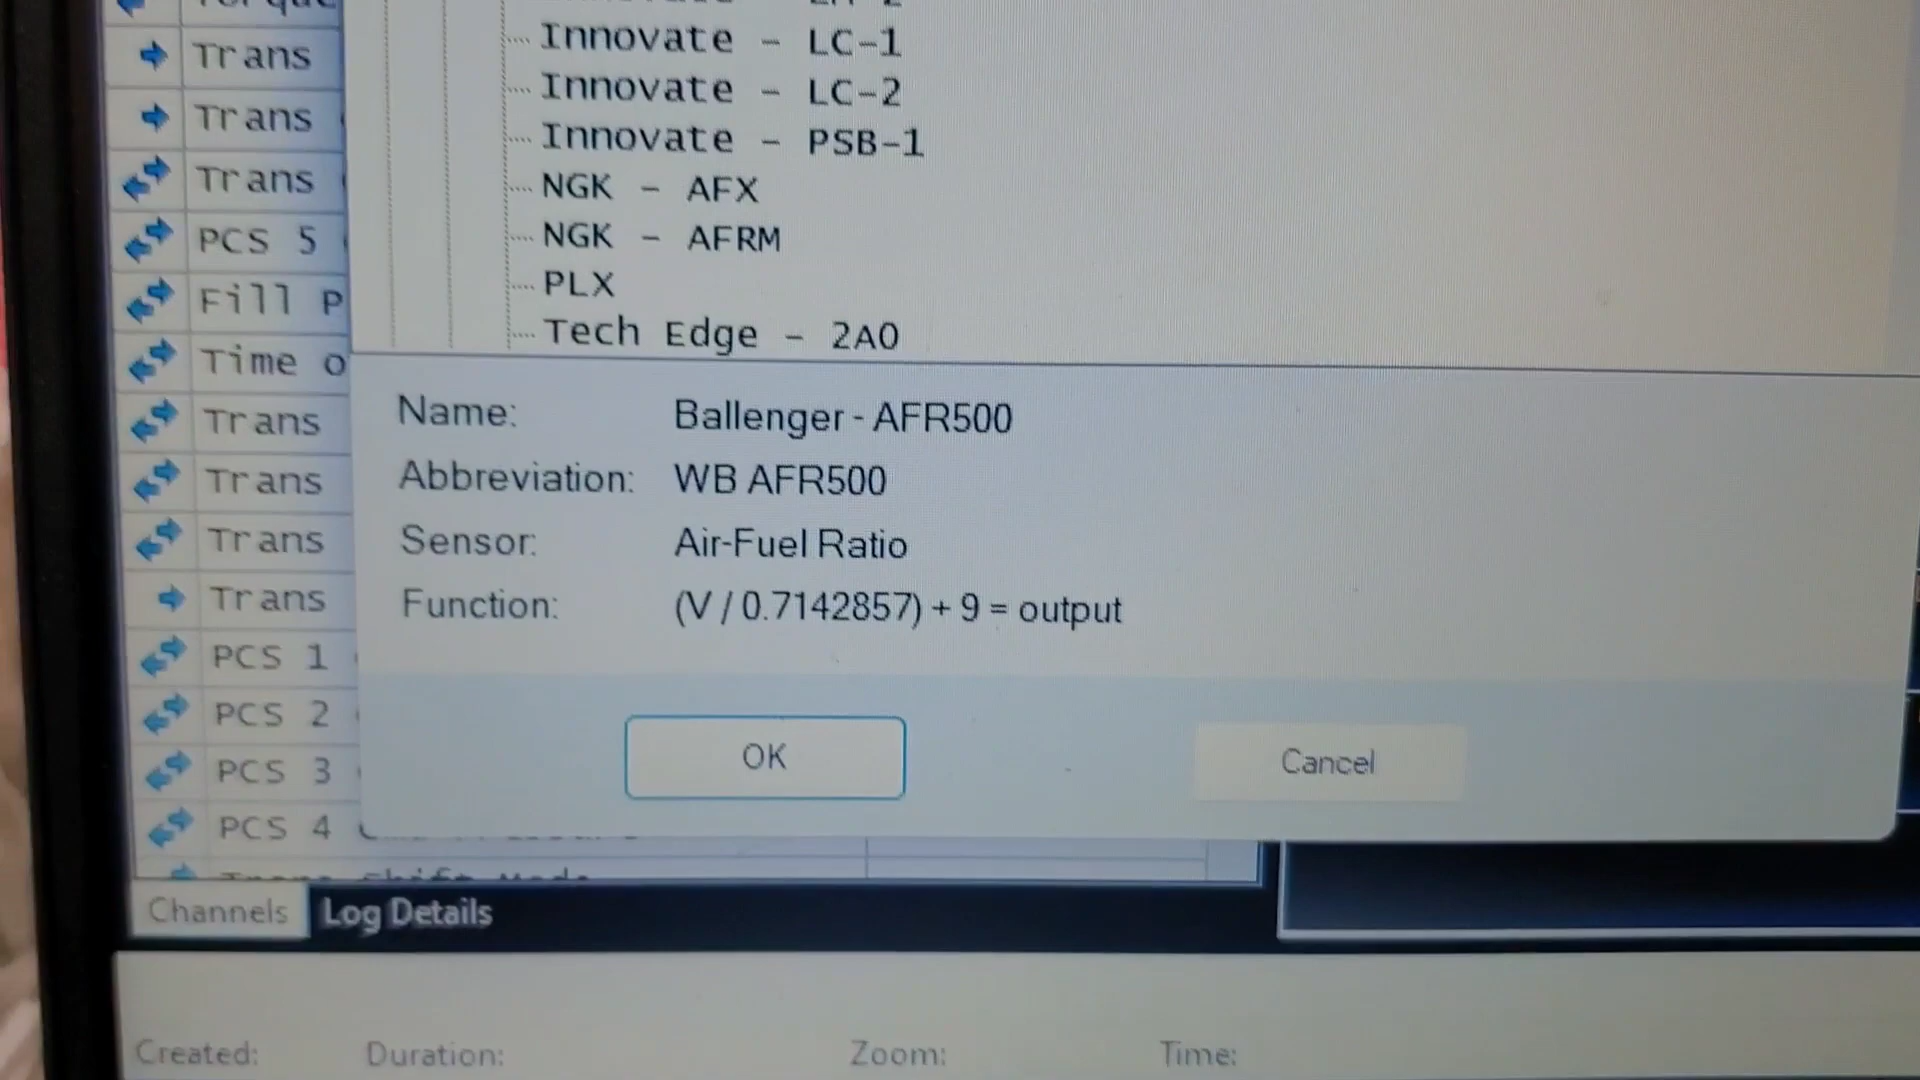 Trans
Trans
Trans
PCS 5
Fill P
Time o
Trans
Trans
Trans
Trans
PCS 1
PCS 2
PCS 3
PCS 4
Trans Shift Mode
Innovate - LC-1
Innovate - LC-2
Innovate - PSB-1
NGK - AFX
NGK - AFRM
PLX
Tech Edge - 2A0
Name: Ballenger - AFR500
Abbreviation: WB AFR500
Sensor: Air-Fuel Ratio
Function: (V / 0.7142857) + 9 = output
OK Cancel
Channels Log Details
Created: Duration: Zoom: Time: